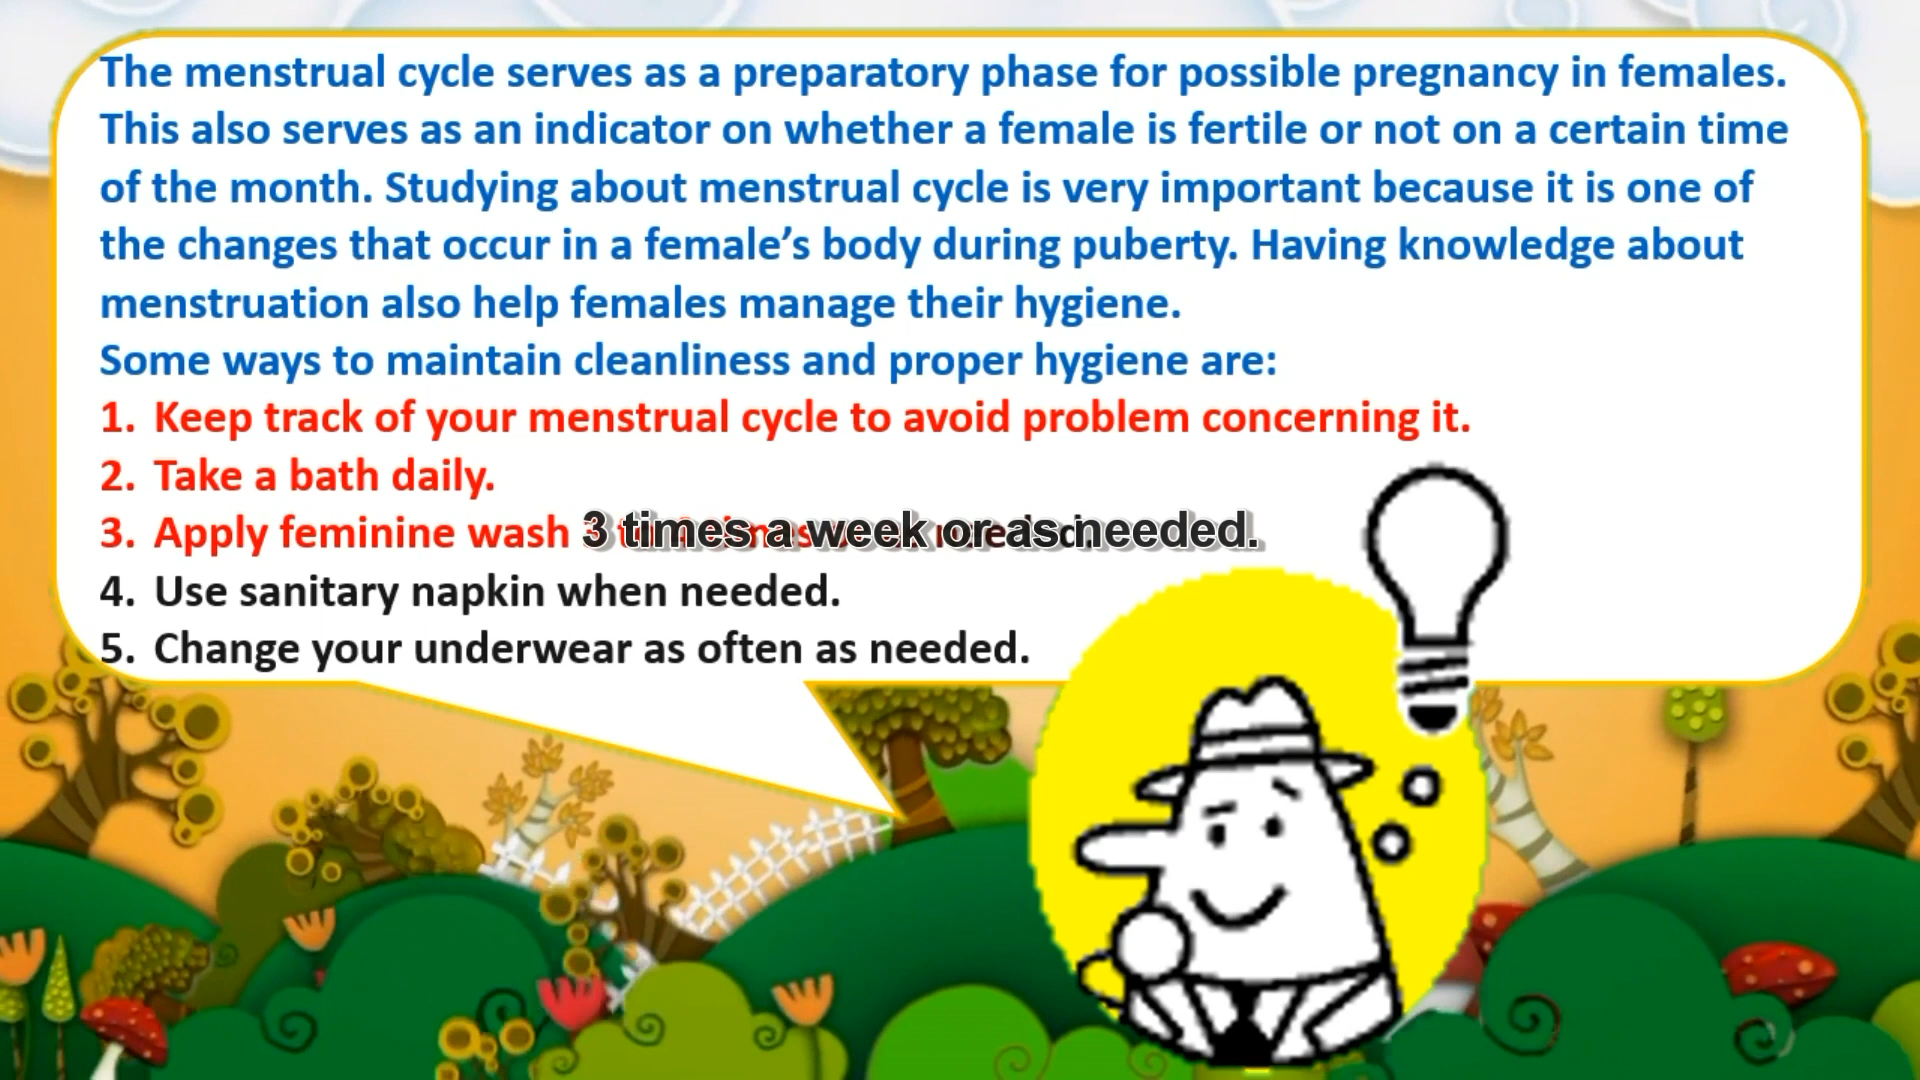 The menstrual cycle serves as a preparatory phase for possible pregnancy in females.
This also serves as an indicator on whether a female is fertile or not on a certain time
of the month. Studying about menstrual cycle is very important because it is one of
the changes that occur in a female’s body during puberty. Having knowledge about
menstruation also help females manage their hygiene.
Some ways to maintain cleanliness and proper hygiene are:
1. Keep track of your menstrual cycle to avoid problem concerning it.
2. Take a bath daily.
3. Apply feminine wash 3 times a week or as needed.
4. Use sanitary napkin when needed.
5. Change your underwear as often as needed.